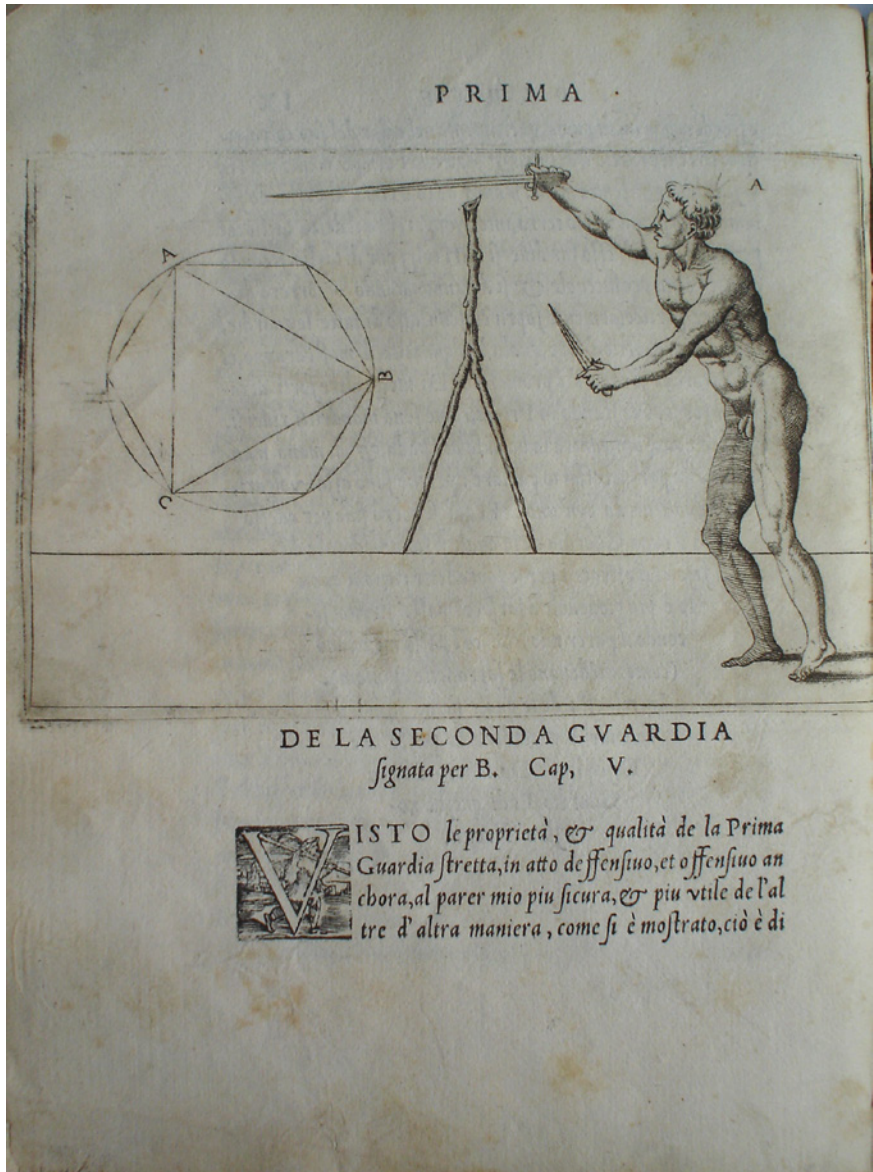 PRIMA
A
A
B
C
DE LA SECONDA GVARDIA
ſignata per B. Cap, V.
VISTO le proprietà, & qualità de la Prima
Guardia ſtretta, in atto deffenſiuo, et offenſiuo an
chora, al parer mio piu ſicura, & piu vtile de l'al
tre d'altra maniera, come ſi è moſtrato, ciò è di